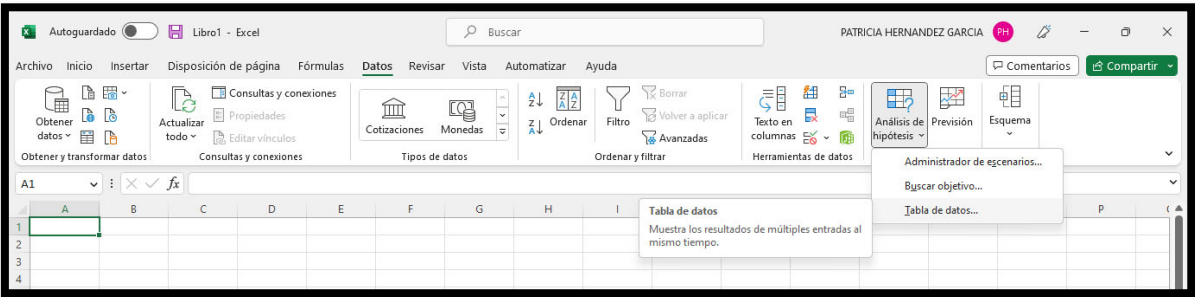 Autoguardado
Libro1 - Excel
Buscar
PATRICIA HERNANDEZ GARCIA
PH
Archivo Inicio Insertar Disposición de página Fórmulas Datos Revisar Vista Automatizar Ayuda
Comentarios
Compartir
Obtener datos
Actualizar todo
Consultas y conexiones
Propiedades
Editar vínculos
Cotizaciones
Monedas
Ordenar
Filtro
Borrar
Volver a aplicar
Avanzadas
Texto en columnas
Análisis de hipótesis
Previsión
Esquema
Obtener y transformar datos
Consultas y conexiones
Tipos de datos
Ordenar y filtrar
Herramientas de datos
Administrador de escenarios...
Buscar objetivo...
Tabla de datos...
A1
fx
A B C D E F G H I P
Tabla de datos
Muestra los resultados de múltiples entradas al
mismo tiempo.
1
2
3
4